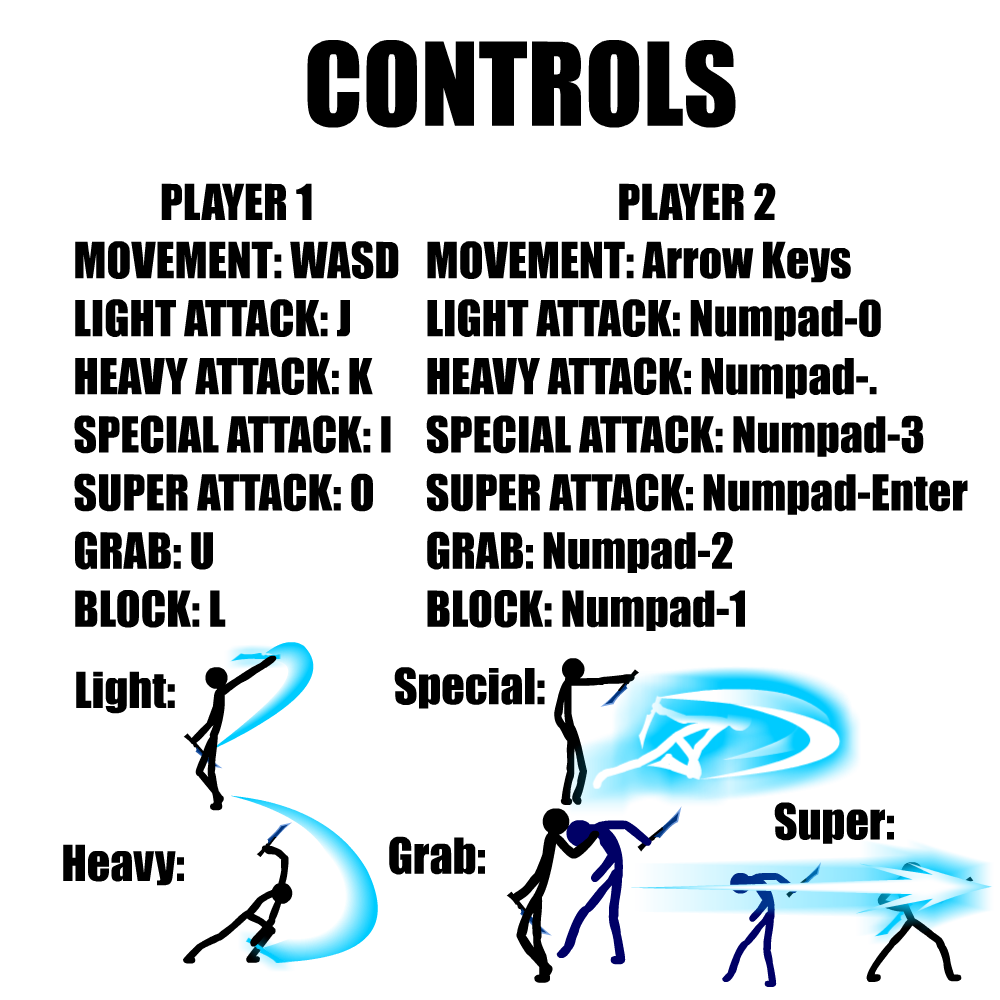 CONTROLS
PLAYER 1
MOVEMENT: WASD
LIGHT ATTACK: J
HEAVY ATTACK: K
SPECIAL ATTACK: I
SUPER ATTACK: O
GRAB: U
BLOCK: L
PLAYER 2
MOVEMENT: Arrow Keys
LIGHT ATTACK: Numpad-0
HEAVY ATTACK: Numpad-.
SPECIAL ATTACK: Numpad-3
SUPER ATTACK: Numpad-Enter
GRAB: Numpad-2
BLOCK: Numpad-1
Light:
Special:
Heavy:
Grab:
Super: